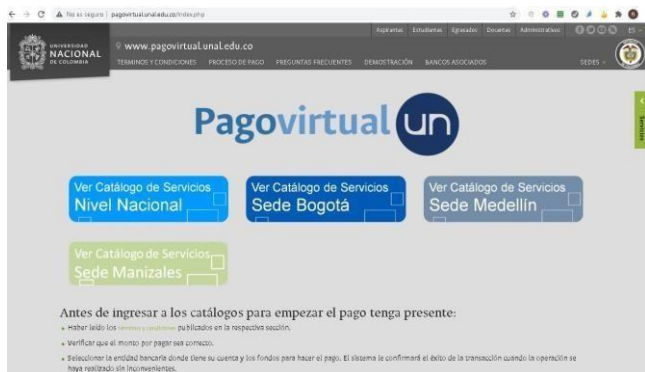 No es seguro | pagovirtual.unal.edu.co/index.php
Aspirantes Estudiantes Egresados Docentes Administrativos ES
UNIVERSIDAD
NACIONAL
DE COLOMBIA
www.pagovirtual.unal.edu.co
TERMINOS Y CONDICIONES PROCESO DE PAGO PREGUNTAS FRECUENTES DEMOSTRACIÓN BANCOS ASOCIADOS SEDES
Servicios
Pagovirtual un
Ver Catálogo de Servicios
Nivel Nacional
Ver Catálogo de Servicios
Sede Bogotá
Ver Catálogo de Servicios
Sede Medellín
Ver Catálogo de Servicios
Sede Manizales
Antes de ingresar a los catálogos para empezar el pago tenga presente:
Haber leido los términos y condiciones publicados en la respectiva sección.
Verificar que el monto por pagar sea correcto.
Seleccionar la entidad bancaria donde tiene su cuenta y los fondos para hacer el pago. El sistema le confirmará el éxito de la transacción cuando la operación se
haya realizado sin inconvenientes.